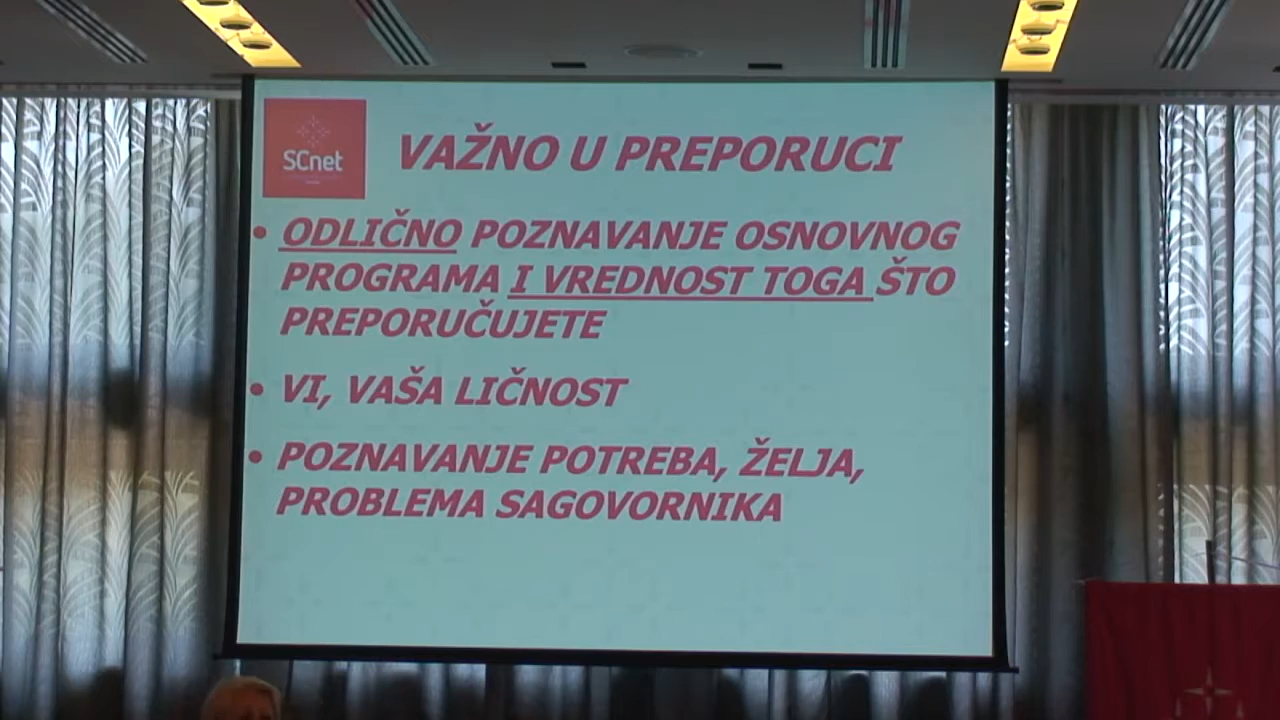 SCnet
VAŽNO U PREPORUCI
• ODLIČNO POZNAVANJE OSNOVNOG
PROGRAMA I VREDNOST TOGA ŠTO
PREPORUČUJETE
• VI, VAŠA LIČNOST
• POZNAVANJE POTREBA, ŽELJA,
PROBLEMA SAGOVORNIKA